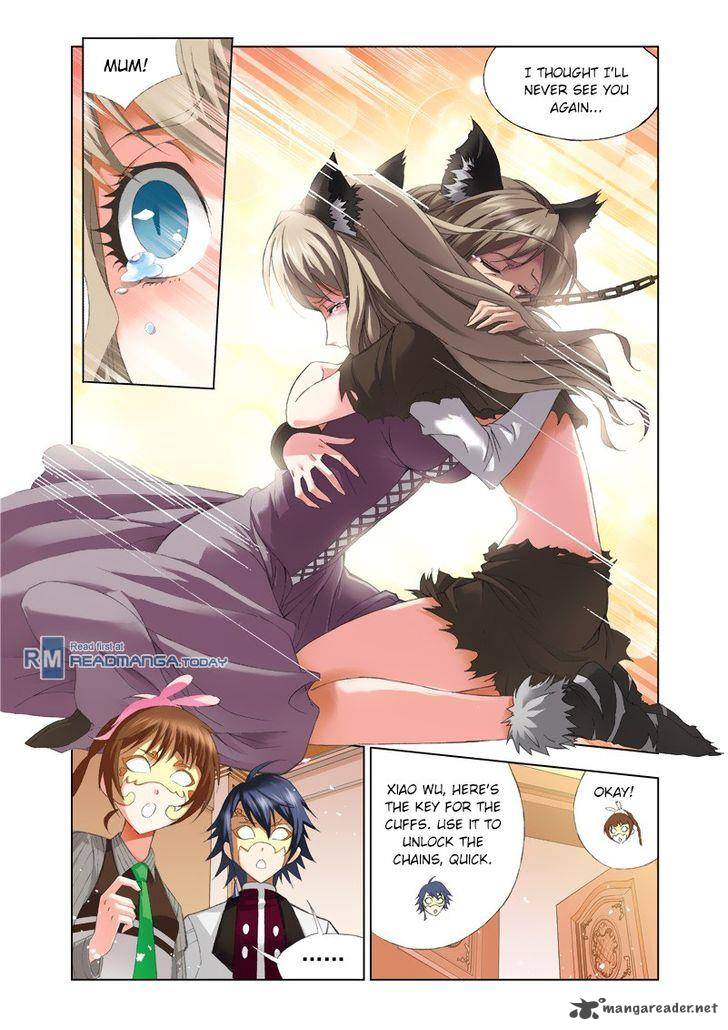 MUM!
I THOUGHT I'LL
NEVER SEE YOU
AGAIN...
RM
Read first at
READMANGA.TODAY
......
XIAO WU, HERE'S
THE KEY FOR THE
CUFFS. USE IT TO
UNLOCK THE
CHAINS, QUICK.
OKAY!
mangareader.net